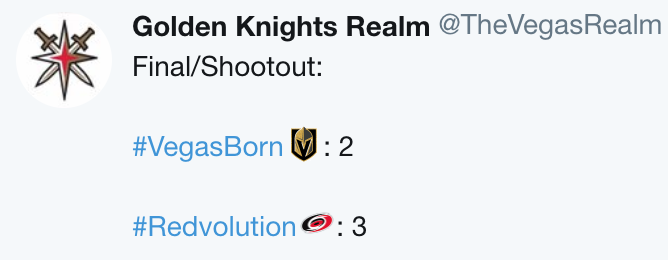 Golden Knights Realm @TheVegasRealm
Final/Shootout:
#VegasBorn : 2
#Redvolution : 3